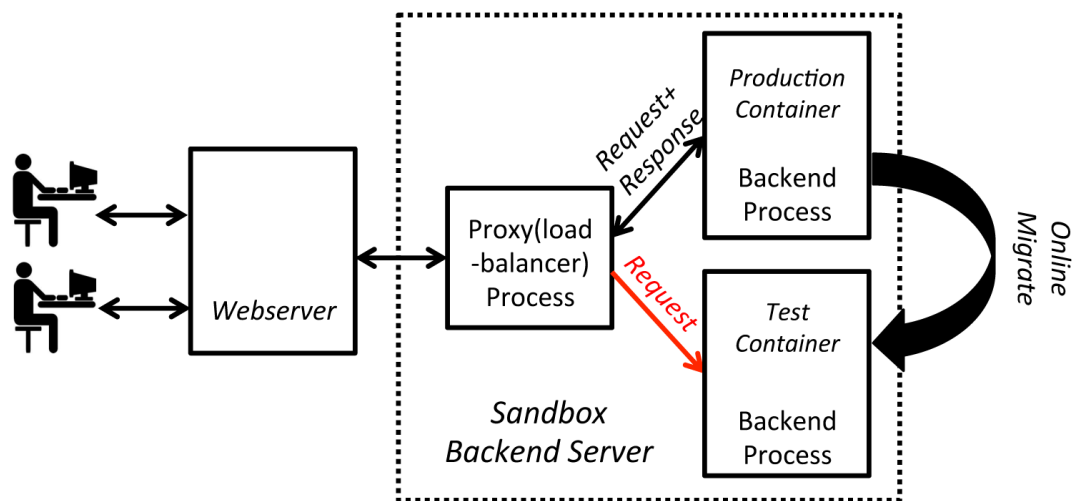 Webserver
Proxy(load
-balancer)
Process
Request+
Response
Request
Production
Container
Backend
Process
Test
Container
Backend
Process
Online
Migrate
Sandbox
Backend Server